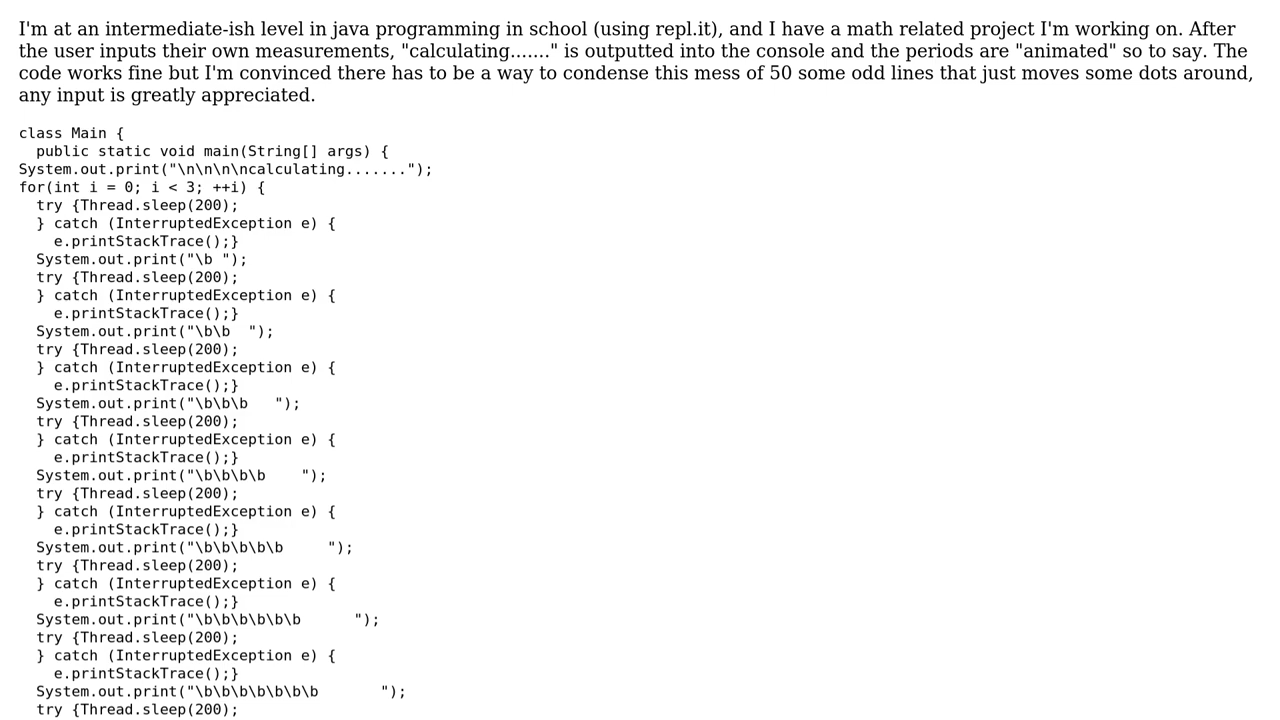 I'm at an intermediate-ish level in java programming in school (using repl.it), and I have a math related project I'm working on. After
the user inputs their own measurements, "calculating......." is outputted into the console and the periods are "animated" so to say. The
code works fine but I'm convinced there has to be a way to condense this mess of 50 some odd lines that just moves some dots around,
any input is greatly appreciated.
class Main {
  public static void main(String[] args) {
System.out.print("\n\n\n\ncalculating.......");
for(int i = 0; i < 3; ++i) {
  try {Thread.sleep(200);
  } catch (InterruptedException e) {
    e.printStackTrace();}
  System.out.print("\b ");
  try {Thread.sleep(200);
  } catch (InterruptedException e) {
    e.printStackTrace();}
  System.out.print("\b\b  ");
  try {Thread.sleep(200);
  } catch (InterruptedException e) {
    e.printStackTrace();}
  System.out.print("\b\b\b   ");
  try {Thread.sleep(200);
  } catch (InterruptedException e) {
    e.printStackTrace();}
  System.out.print("\b\b\b\b    ");
  try {Thread.sleep(200);
  } catch (InterruptedException e) {
    e.printStackTrace();}
  System.out.print("\b\b\b\b\b     ");
  try {Thread.sleep(200);
  } catch (InterruptedException e) {
    e.printStackTrace();}
  System.out.print("\b\b\b\b\b\b      ");
  try {Thread.sleep(200);
  } catch (InterruptedException e) {
    e.printStackTrace();}
  System.out.print("\b\b\b\b\b\b\b       ");
  try {Thread.sleep(200);